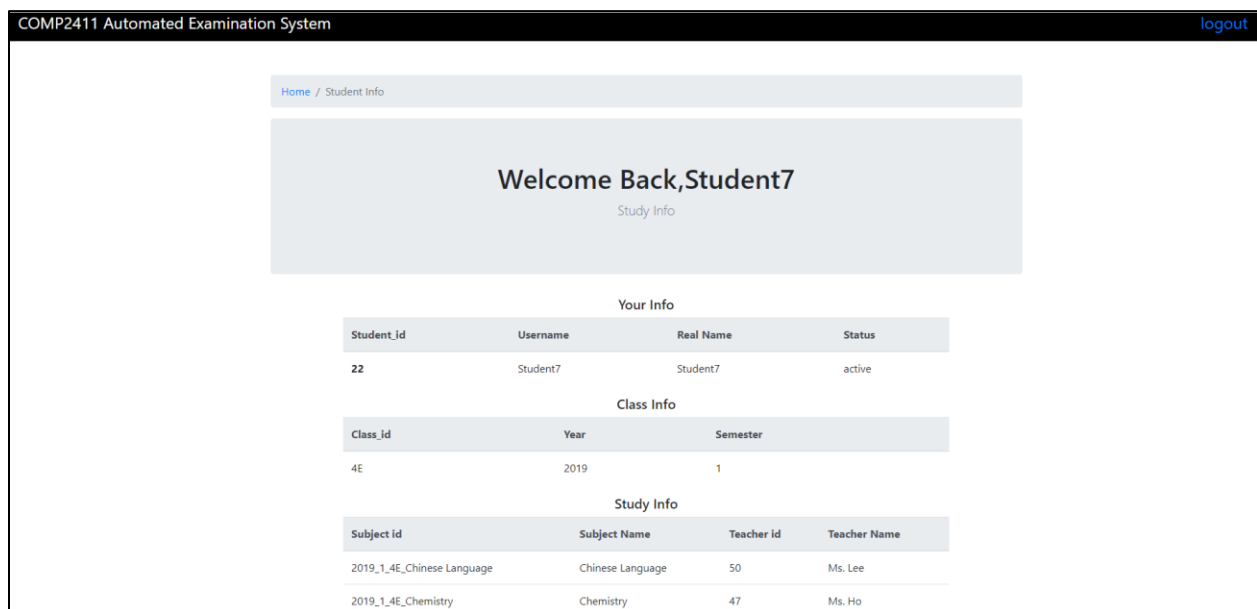 COMP2411 Automated Examination System logout
Home / Student Info
Welcome Back,Student7
Study Info
Your Info
Student_id Username Real Name Status
22 Student7 Student7 active
Class Info
Class_id Year Semester
4E 2019 1
Study Info
Subject id Subject Name Teacher id Teacher Name
2019_1_4E_Chinese Language Chinese Language 50 Ms. Lee
2019_1_4E_Chemistry Chemistry 47 Ms. Ho